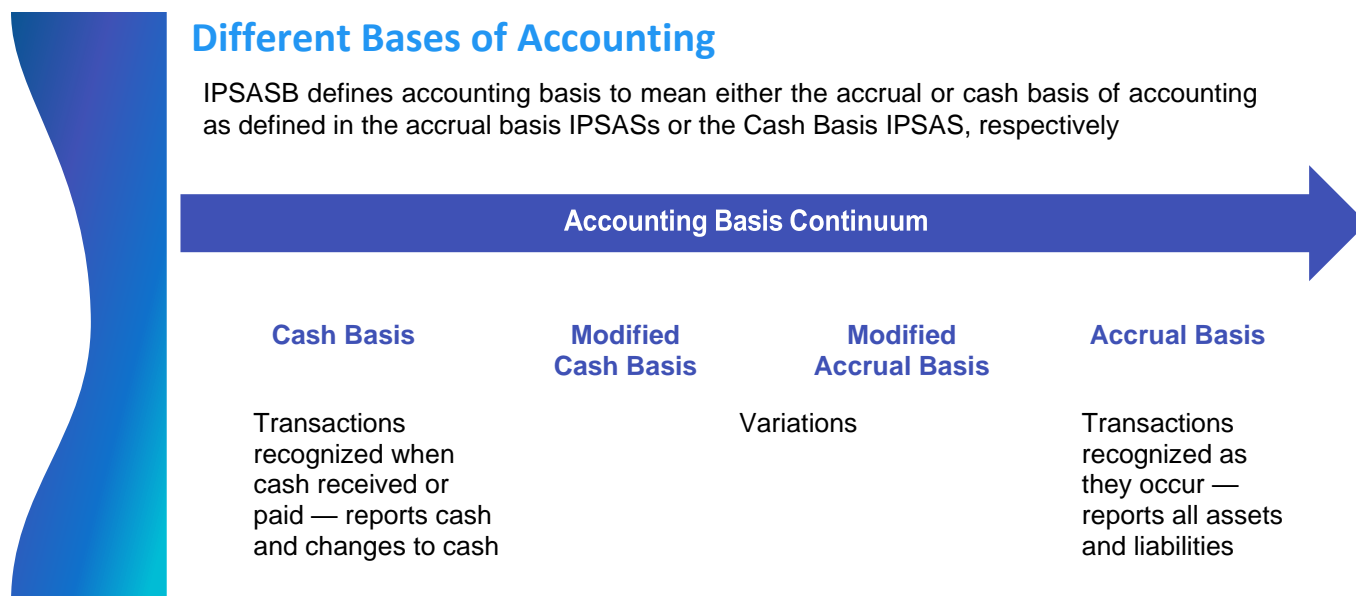 Different Bases of Accounting
IPSASB defines accounting basis to mean either the accrual or cash basis of accounting
as defined in the accrual basis IPSASs or the Cash Basis IPSAS, respectively
Accounting Basis Continuum
Cash Basis
Modified
Cash Basis
Modified
Accrual Basis
Accrual Basis
Transactions
recognized when
cash received or
paid — reports cash
and changes to cash
Variations
Transactions
recognized as
they occur —
reports all assets
and liabilities